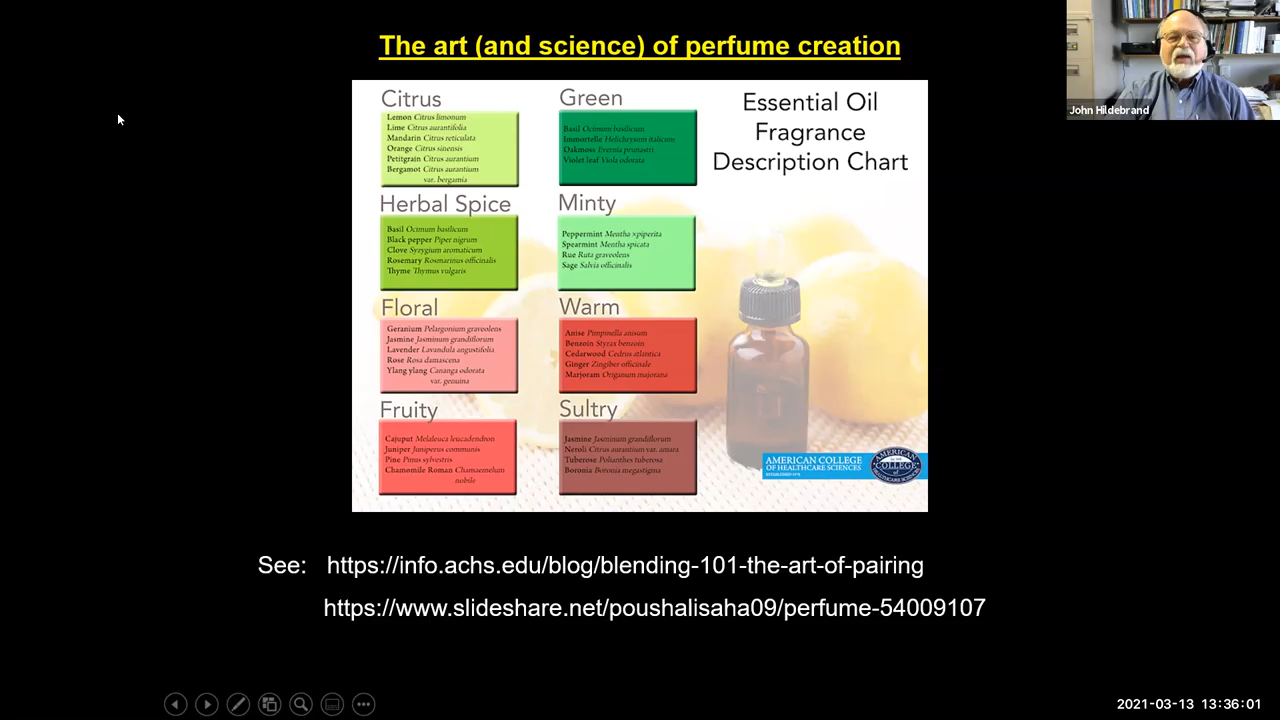 The art (and science) of perfume creation
John Hildebrand
Essential Oil
Fragrance
Description Chart
Citrus
Lemon Citrus limonum
Lime Citrus aurantifolia
Mandarin Citrus reticulata
Orange Citrus sinensis
Petitgrain Citrus aurantium
Bergamot Citrus aurantium
var. bergamia
Green
Basil Ocimum basilicum
Immortelle Helichrysum italicum
Oakmoss Evernia prunastri
Violet leaf Viola odorata
Herbal Spice
Basil Ocimum basilicum
Black pepper Piper nigrum
Clove Syzygium aromaticum
Rosemary Rosmarinus officinalis
Thyme Thymus vulgaris
Minty
Peppermint Mentha ×piperita
Spearmint Mentha spicata
Rue Ruta graveolens
Sage Salvia officinalis
Floral
Geranium Pelargonium graveolens
Jasmine Jasminum grandiflorum
Lavender Lavandula angustifolia
Rose Rosa damascena
Ylang ylang Cananga odorata
var. genuina
Warm
Anise Pimpinella anisum
Benzoin Styrax benzoin
Cedarwood Cedrus atlantica
Ginger Zingiber officinale
Marjoram Origanum majorana
Fruity
Cajuput Melaleuca leucadendron
Juniper Juniperus communis
Pine Pinus sylvestris
Chamomile Roman Chamaemelum
nobile
Sultry
Jasmine Jasminum grandiflorum
Neroli Citrus aurantium var. amara
Tuberose Polianthes tuberosa
Boronia Boronia megastigma
AMERICAN COLLEGE
OF HEALTHCARE SCIENCES
ESTABLISHED 1978
AMERICAN
COLLEGE
See: https://info.achs.edu/blog/blending-101-the-art-of-pairing
https://www.slideshare.net/poushalisaha09/perfume-54009107
2021-03-13 13:36:01